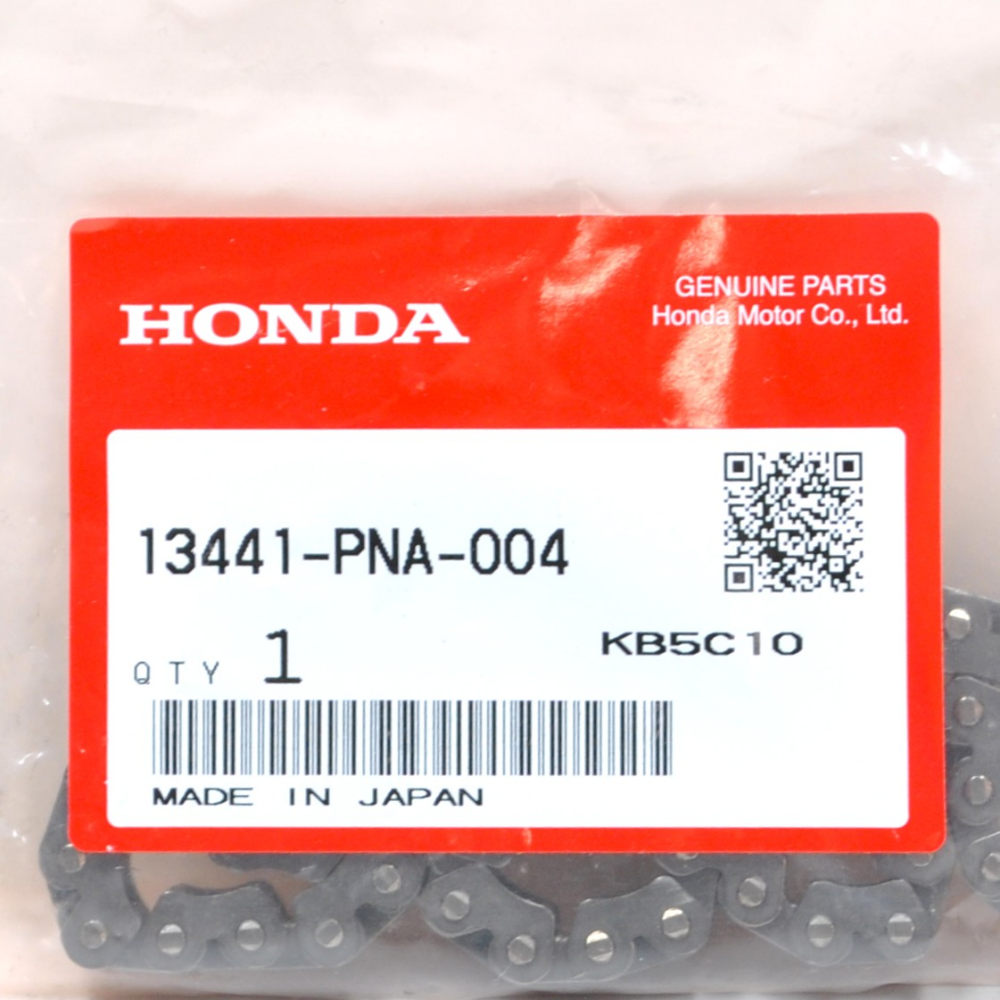 HONDA
GENUINE PARTS
Honda Motor Co., Ltd.
13441-PNA-004
QTY 1
KB5C10
MADE IN JAPAN